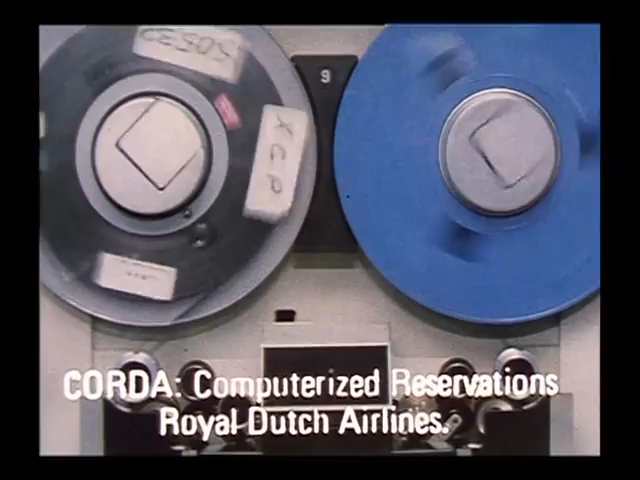 9
XCP
CORDA: Computerized Reservations
Royal Dutch Airlines.